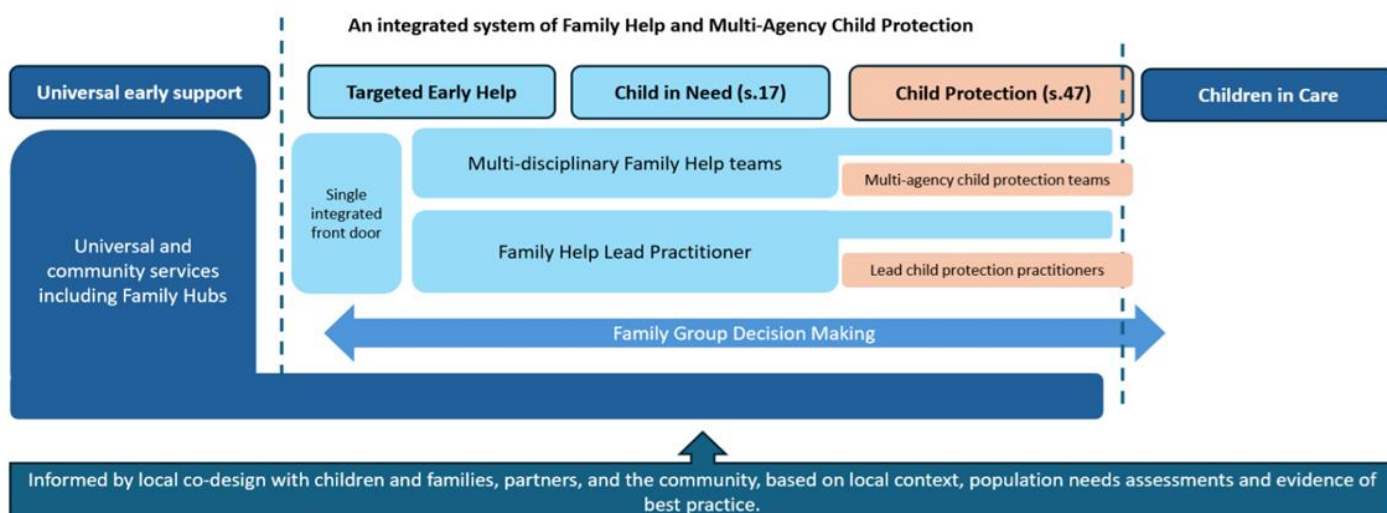 An integrated system of Family Help and Multi-Agency Child Protection
Universal early support
Targeted Early Help
Child in Need (s.17)
Child Protection (s.47)
Children in Care
Universal and
community services
including Family Hubs
Single
integrated
front door
Multi-disciplinary Family Help teams
Multi-agency child protection teams
Family Help Lead Practitioner
Lead child protection practitioners
Family Group Decision Making
Informed by local co-design with children and families, partners, and the community, based on local context, population needs assessments and evidence of
best practice.